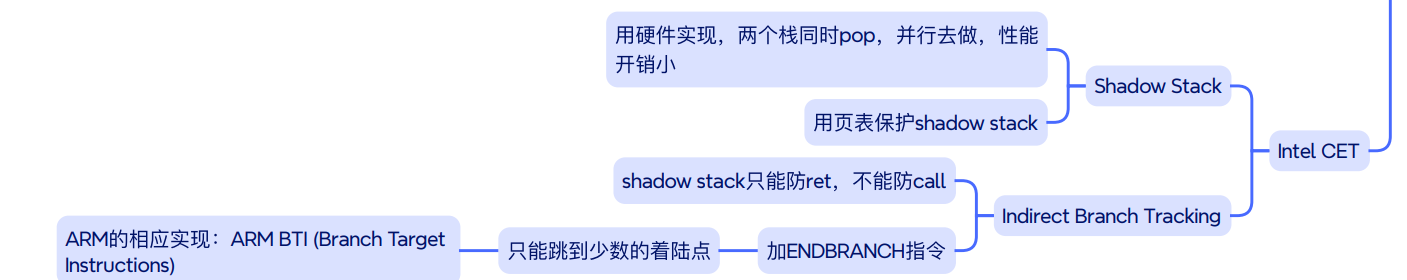 用硬件实现，两个栈同时pop，并行去做，性能
开销小
Shadow Stack
用页表保护shadow stack
Intel CET
shadow stack只能防ret，不能防call
Indirect Branch Tracking
ARM的相应实现：ARM BTI (Branch Target
Instructions)
只能跳到少数的着陆点
加ENDBRANCH指令